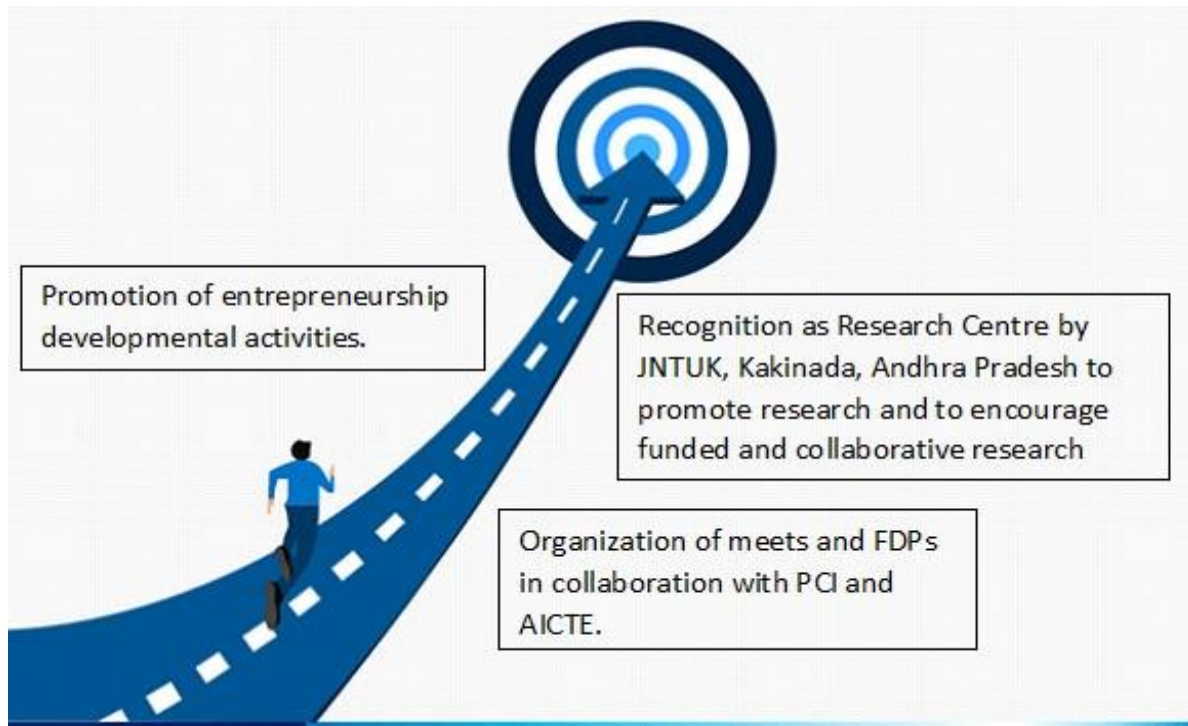 Promotion of entrepreneurship
developmental activities.
Recognition as Research Centre by
JNTUK, Kakinada, Andhra Pradesh to
promote research and to encourage
funded and collaborative research
Organization of meets and FDPs
in collaboration with PCI and
AICTE.